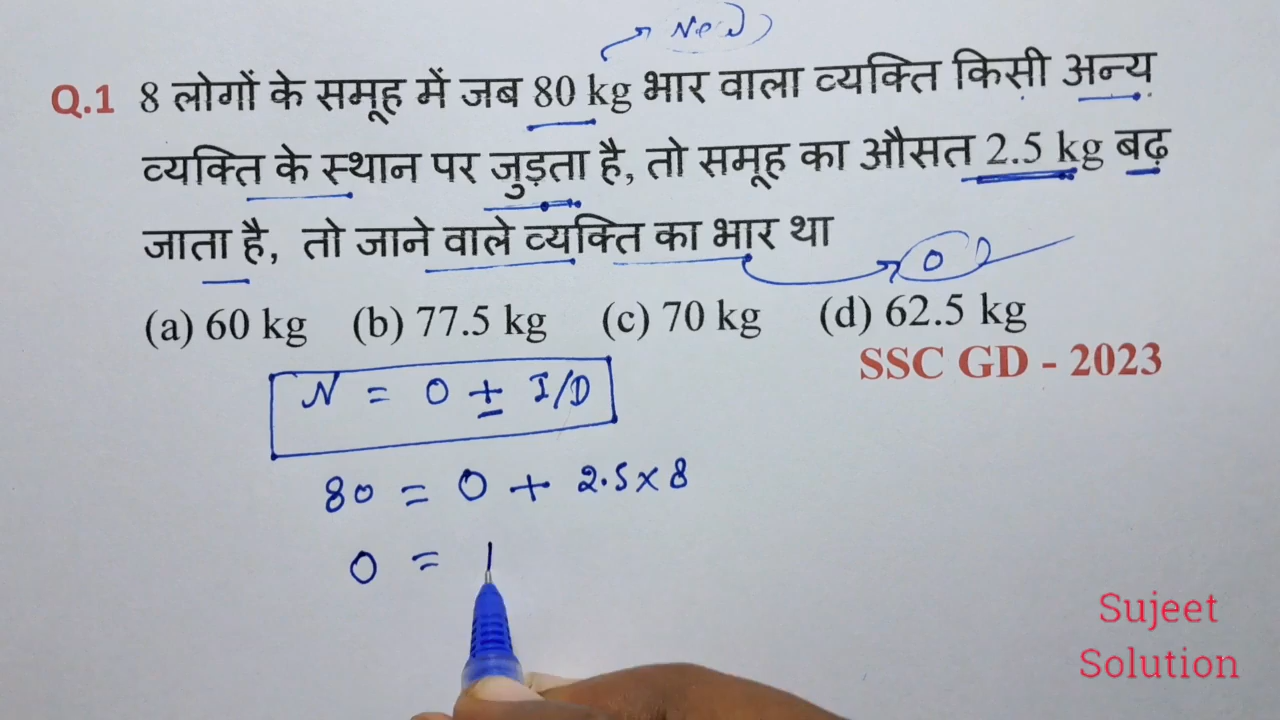 New
Q.1 8 लोगों के समूह में जब 80 kg भार वाला व्यक्ति किसी अन्य
व्यक्ति के स्थान पर जुड़ता है, तो समूह का औसत 2.5 kg बढ़
जाता है, तो जाने वाले व्यक्ति का भार था
O
(a) 60 kg (b) 77.5 kg (c) 70 kg (d) 62.5 kg
SSC GD - 2023
N = O ± I/D
80 = O + 2.5 × 8
O =
Sujeet
Solution